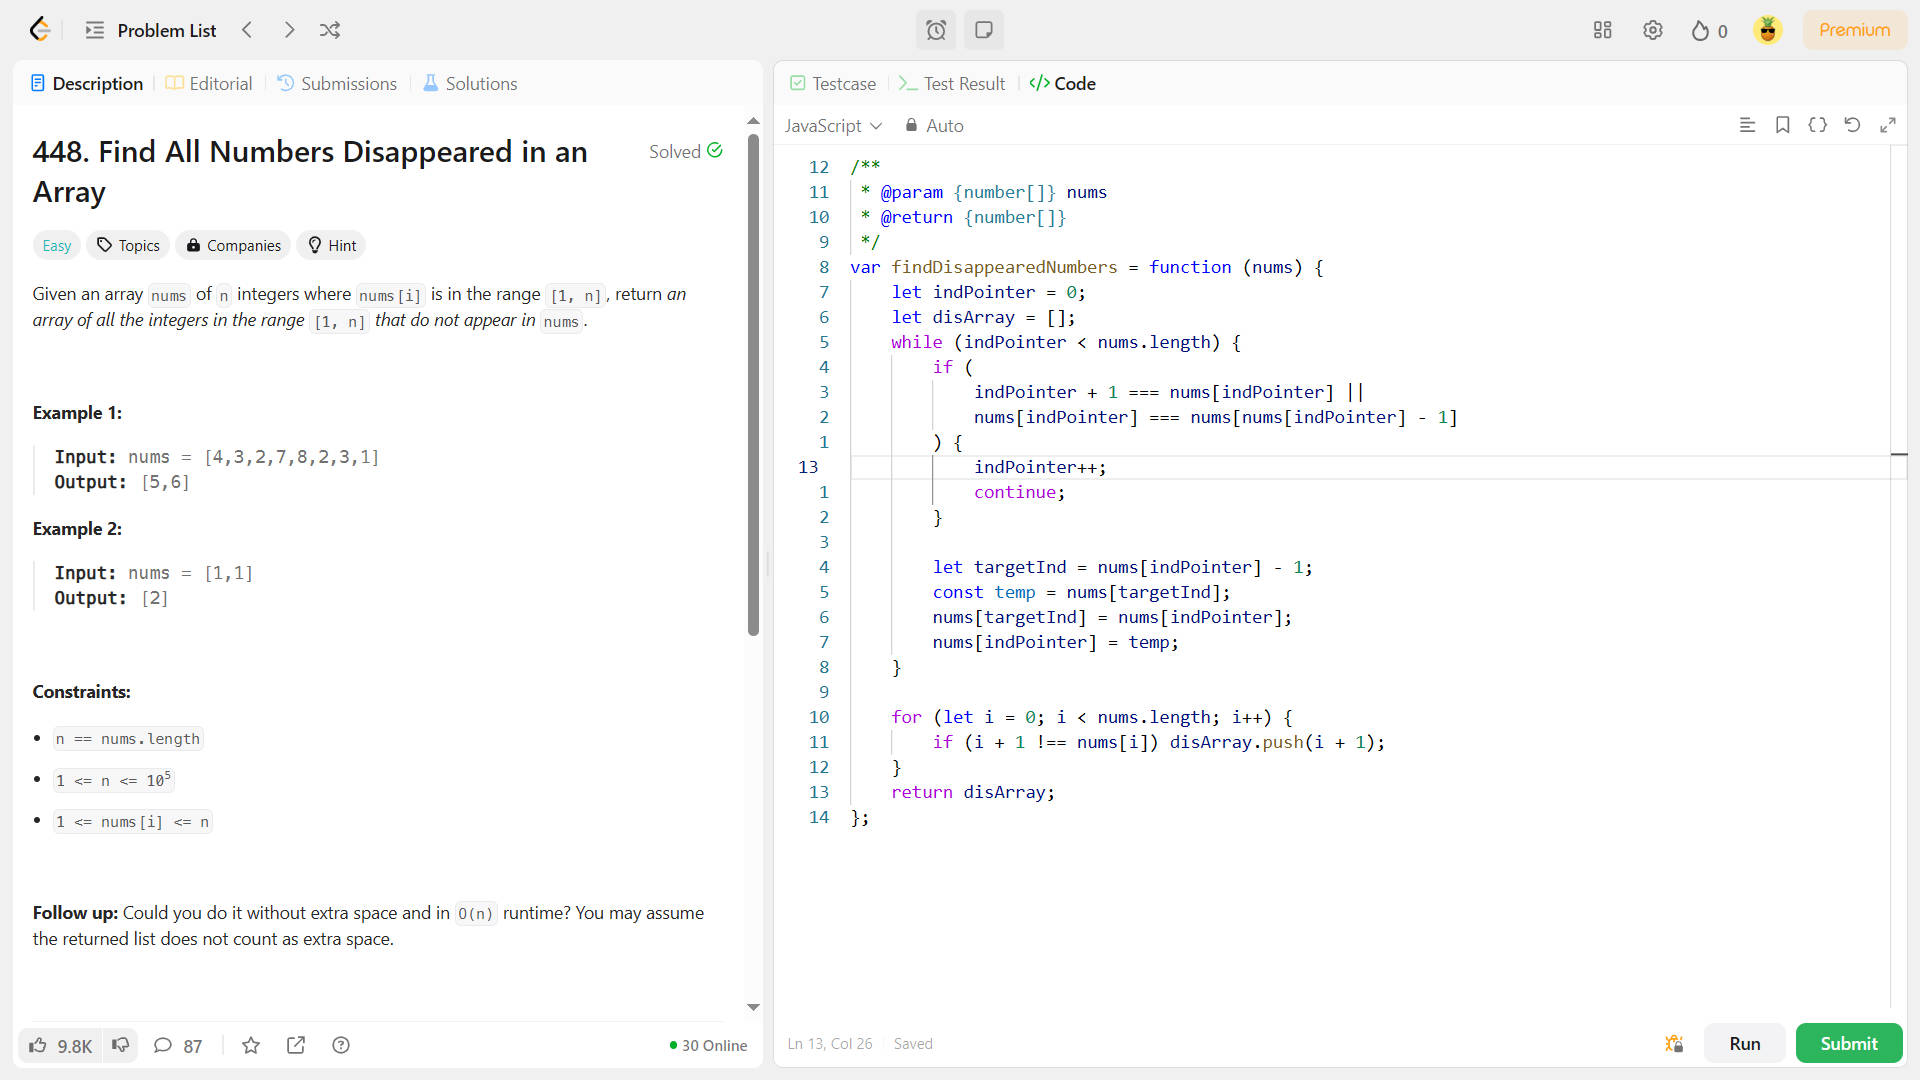 Problem List
0
Premium
Description
Editorial
Submissions
Solutions
448. Find All Numbers Disappeared in an
Array
Solved
Easy
Topics
Companies
Hint
Given an array nums of n integers where nums[i] is in the range [1, n], return an
array of all the integers in the range [1, n] that do not appear in nums.
Example 1:
Input: nums = [4,3,2,7,8,2,3,1]
Output: [5,6]
Example 2:
Input: nums = [1,1]
Output: [2]
Constraints:
• n == nums.length
• 1 <= n <= 10⁵
• 1 <= nums[i] <= n
Follow up: Could you do it without extra space and in O(n) runtime? You may assume
the returned list does not count as extra space.
9.8K
87
30 Online
Testcase
Test Result
</> Code
JavaScript
Auto
12 /**
11  * @param {number[]} nums
10  * @return {number[]}
9  */
8 var findDisappearedNumbers = function (nums) {
7     let indPointer = 0;
6     let disArray = [];
5     while (indPointer < nums.length) {
4         if (
3             indPointer + 1 === nums[indPointer] ||
2             nums[indPointer] === nums[nums[indPointer] - 1]
1         ) {
13             indPointer++;
1             continue;
2         }
3
4         let targetInd = nums[indPointer] - 1;
5         const temp = nums[targetInd];
6         nums[targetInd] = nums[indPointer];
7         nums[indPointer] = temp;
8     }
9
10     for (let i = 0; i < nums.length; i++) {
11         if (i + 1 !== nums[i]) disArray.push(i + 1);
12     }
13     return disArray;
14 };
Ln 13, Col 26
Saved
Run
Submit